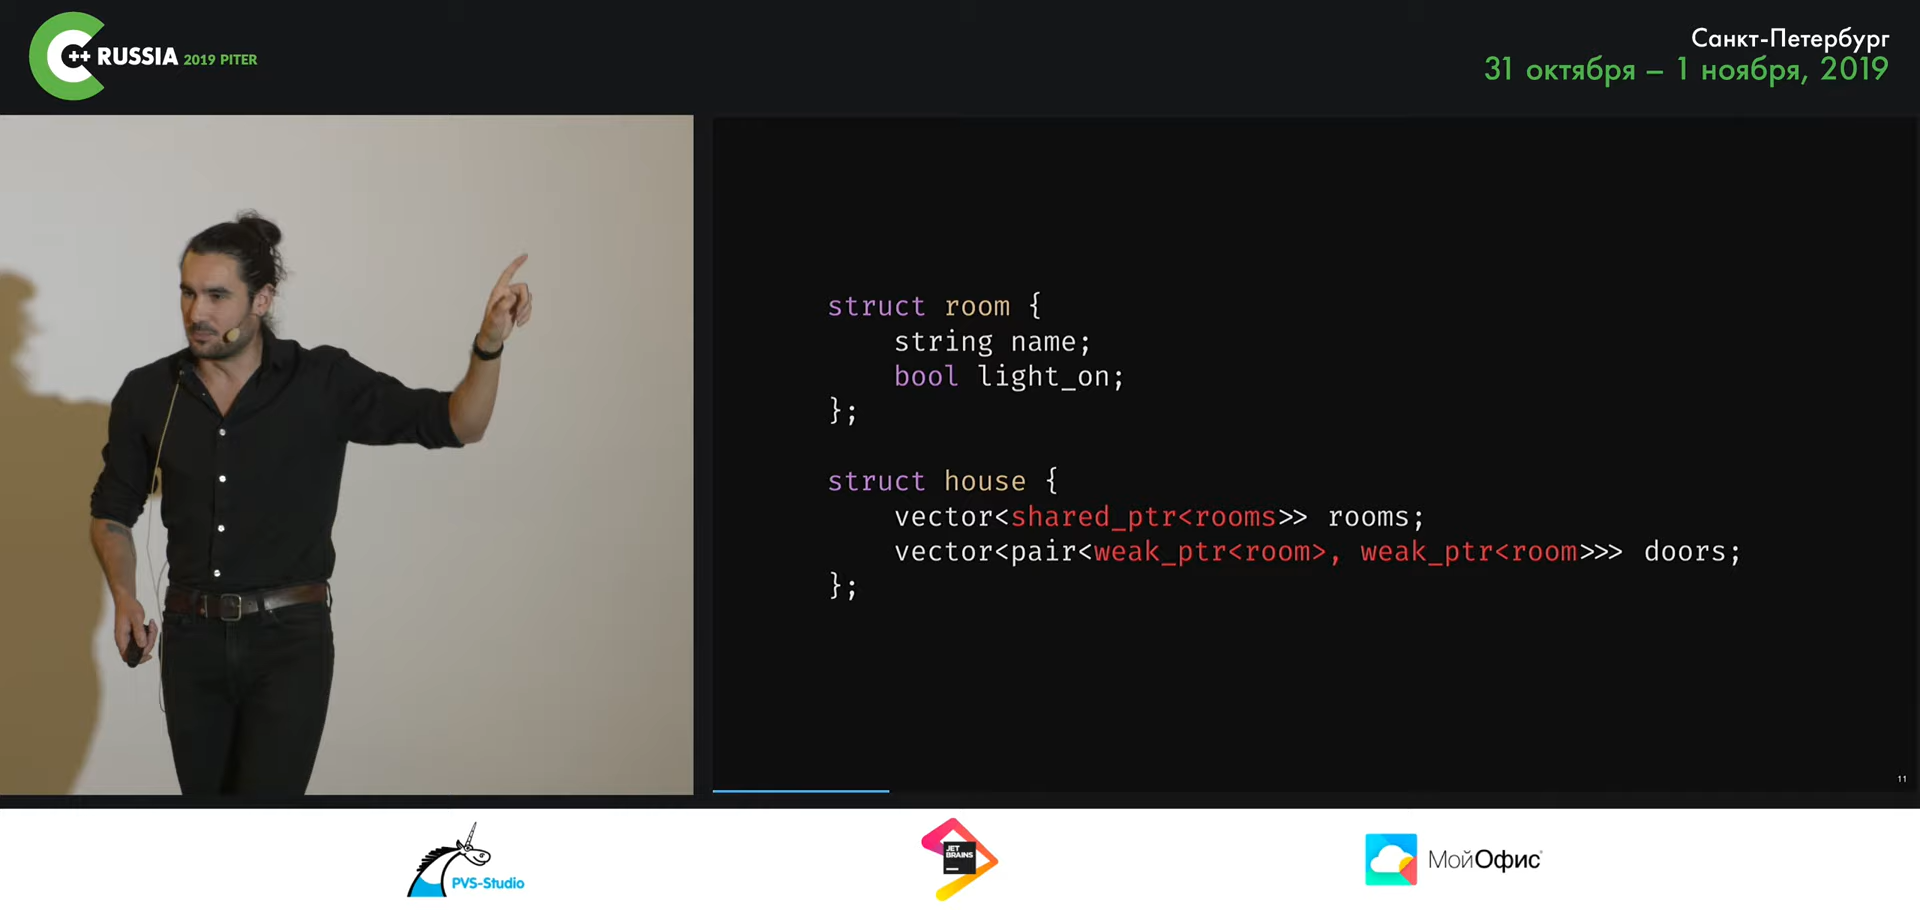 C++ RUSSIA 2019 PITER
Санкт-Петербург
31 октября – 1 ноября, 2019
struct room {
string name;
bool light_on;
};
struct house {
vector<shared_ptr<rooms>> rooms;
vector<pair<weak_ptr<room>, weak_ptr<room>>> doors;
};
11
PVS-Studio
JET
BRAINS
МойОфис